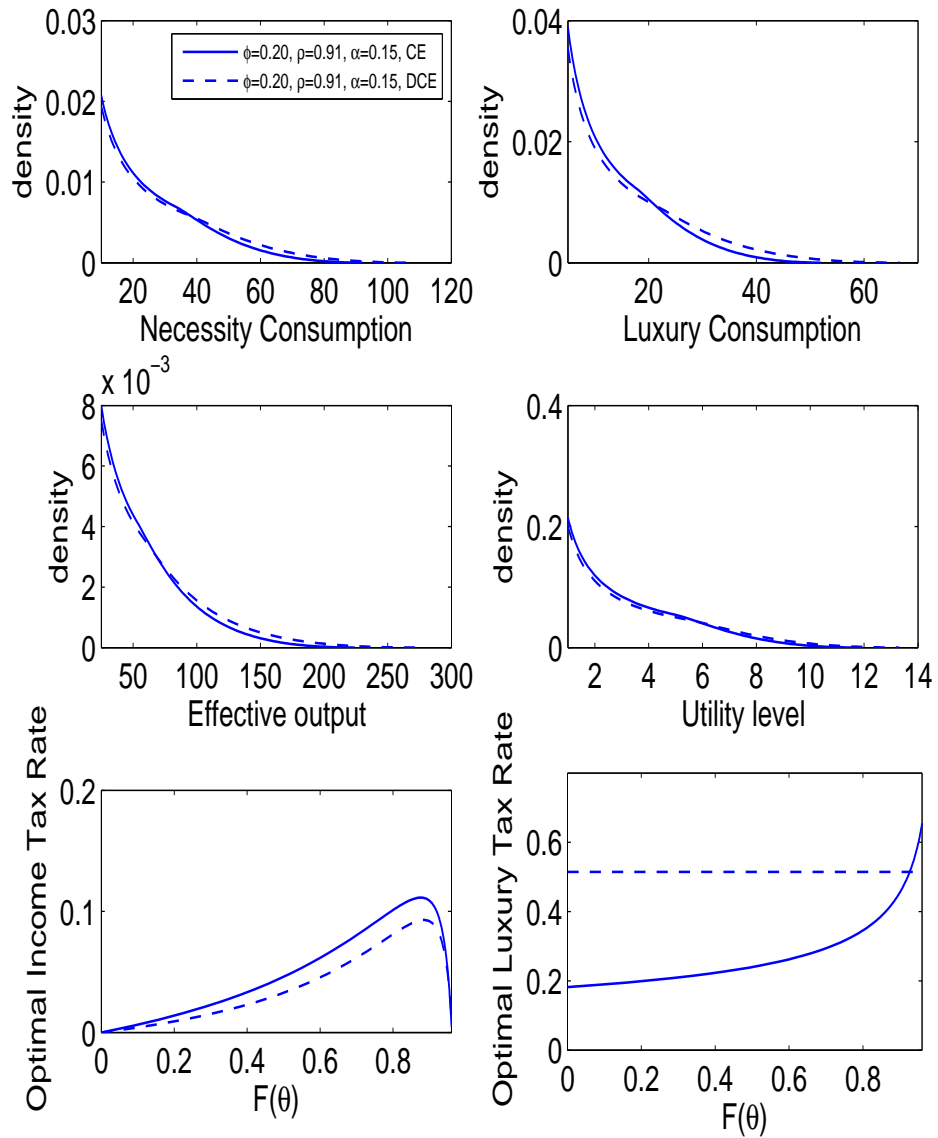 0.03
0.02
0.01
0
density
20 40 60 80 100 120
Necessity Consumption
ϕ=0.20, ρ=0.91, α=0.15, CE
ϕ=0.20, ρ=0.91, α=0.15, DCE
0.04
0.02
0
density
20 40 60
Luxury Consumption
x 10⁻³
8
6
4
2
0
density
50 100 150 200 250 300
Effective output
0.4
0.2
0
density
2 4 6 8 10 12 14
Utility level
0.2
0.1
0
Optimal Income Tax Rate
0 0.2 0.4 0.6 0.8
F(θ)
0.6
0.4
0.2
0
Optimal Luxury Tax Rate
0 0.2 0.4 0.6 0.8
F(θ)